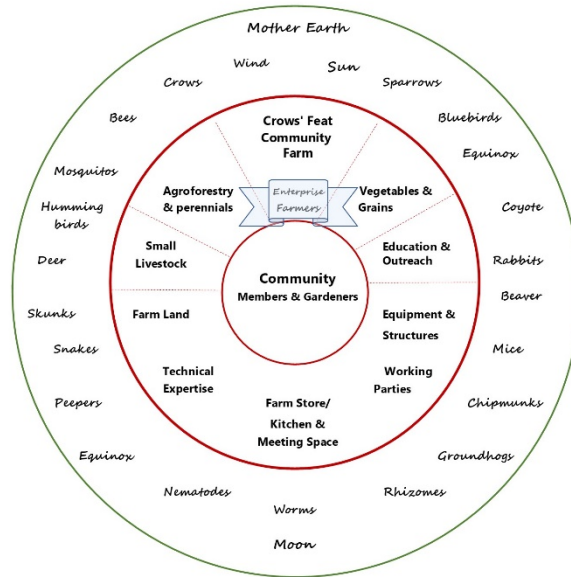 Mother Earth
Wind
Sun
Crows
Sparrows
Bees
Bluebirds
Equinox
Mosquitos
Humming
birds
Coyote
Deer
Rabbits
Beaver
Skunks
Snakes
Mice
Peepers
Chipmunks
Equinox
Groundhogs
Nematodes
Rhizomes
Worms
Moon
Crows' Feat
Community
Farm
Agroforestry
& perennials
Enterprise
Farmers
Vegetables &
Grains
Small
Livestock
Education &
Outreach
Community
Members & Gardeners
Farm Land
Equipment &
Structures
Technical
Expertise
Working
Parties
Farm Store/
Kitchen &
Meeting Space